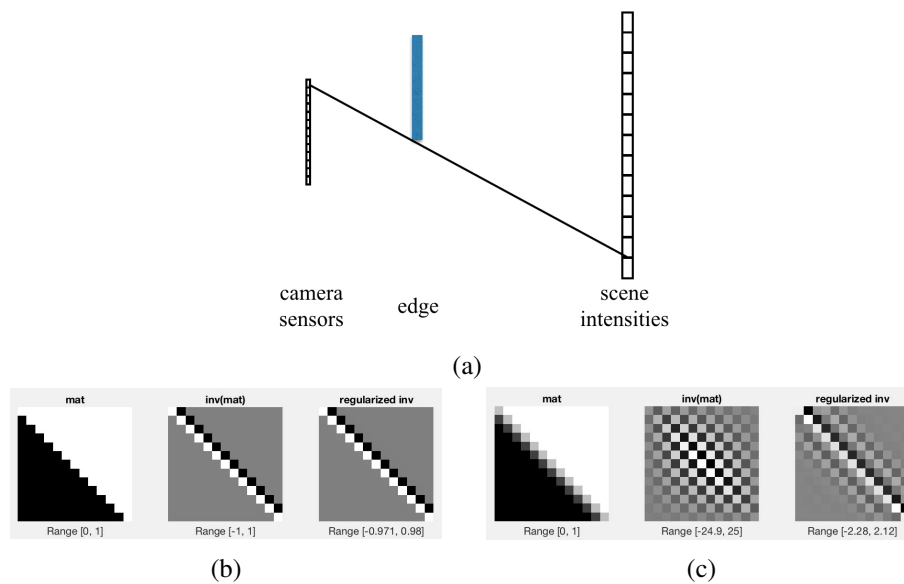 camera
sensors
edge
scene
intensities
(a)
mat
inv(mat)
regularized inv
Range [0, 1]
Range [-1, 1]
Range [-0.971, 0.98]
(b)
mat
inv(mat)
regularized inv
Range [0, 1]
Range [-24.9, 25]
Range [-2.28, 2.12]
(c)